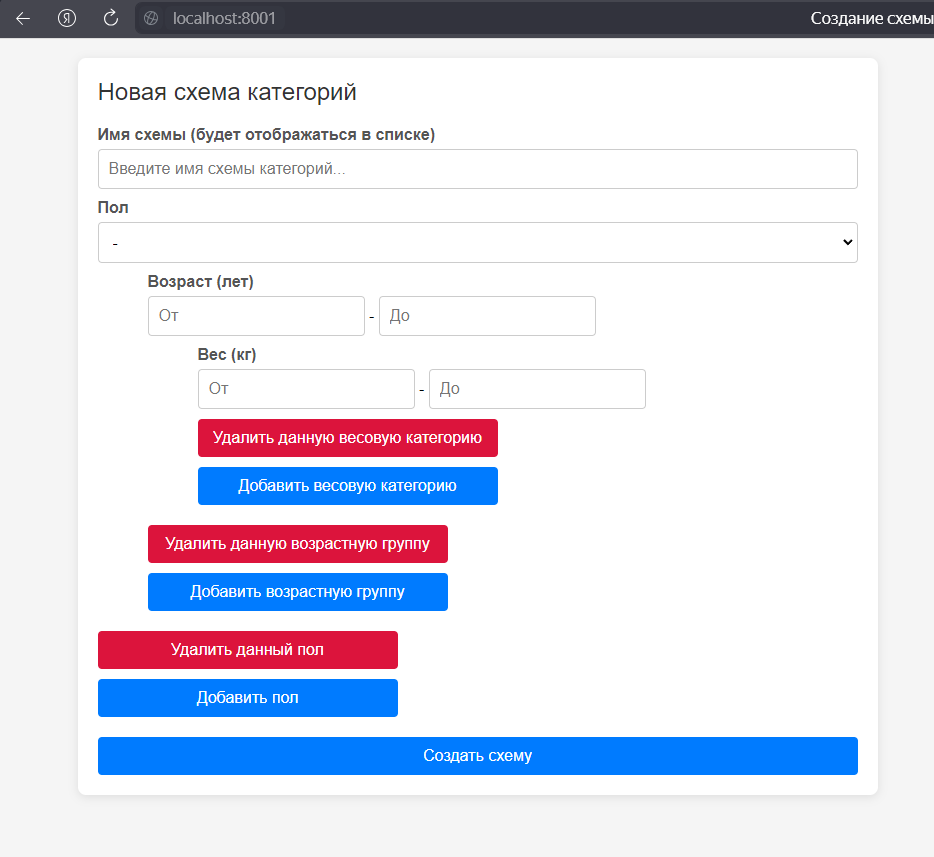 Я localhost:8001 Создание схемы
Новая схема категорий
Имя схемы (будет отображаться в списке)
Введите имя схемы категорий...
Пол
-
Возраст (лет)
От - До
Вес (кг)
От - До
Удалить данную весовую категорию
Добавить весовую категорию
Удалить данную возрастную группу
Добавить возрастную группу
Удалить данный пол
Добавить пол
Создать схему